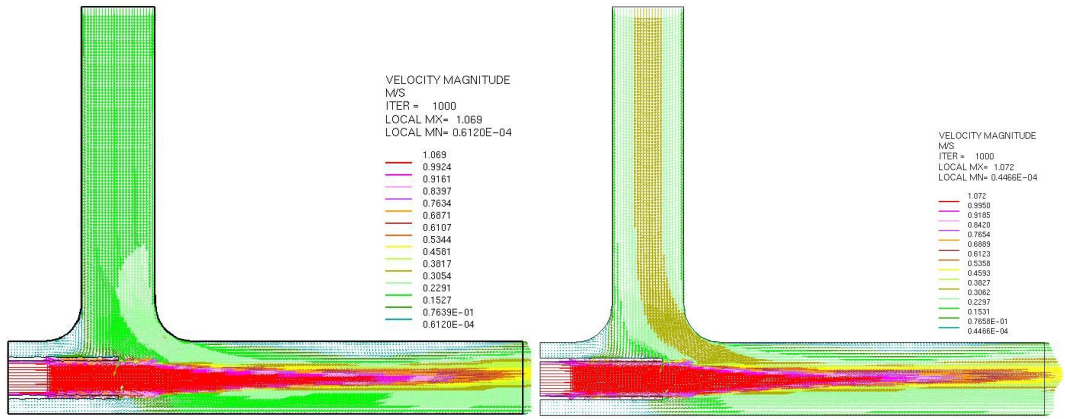 VELOCITY MAGNITUDE
M/S
ITER = 1000
LOCAL MX= 1.069
LOCAL MN= 0.6120E-04
1.069
0.9924
0.9161
0.8397
0.7634
0.6871
0.6107
0.5344
0.4581
0.3817
0.3054
0.2291
0.1527
0.7639E-01
0.6120E-04
VELOCITY MAGNITUDE
M/S
ITER = 1000
LOCAL MX= 1.072
LOCAL MN= 0.4466E-04
1.072
0.9950
0.9185
0.8420
0.7654
0.6889
0.6123
0.5358
0.4593
0.3827
0.3062
0.2297
0.1531
0.7658E-01
0.4466E-04